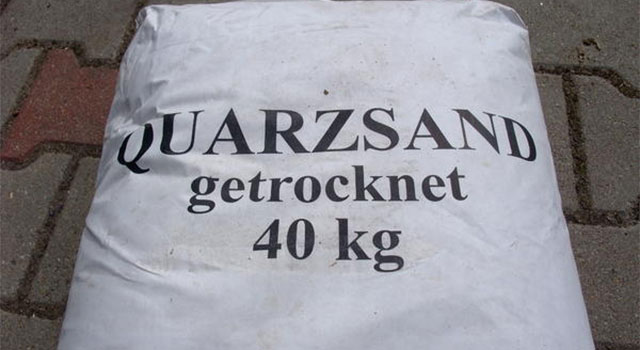 QUARZSAND
getrocknet
40 kg